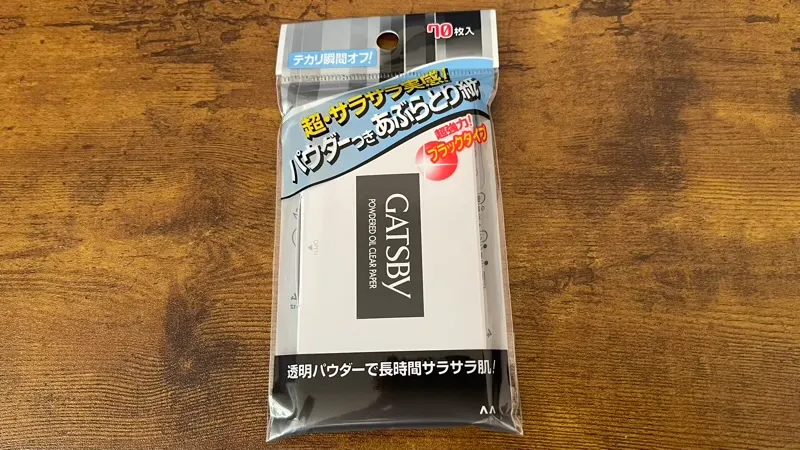 70枚入
テカリ瞬間オフ!
超・サラサラ実感!
パウダーつきあぶらとり紙
超強力!
ブラックタイプ
GATSBY
POWDERED OIL CLEAR PAPER
OPEN
透明パウダーで長時間サラサラ肌!